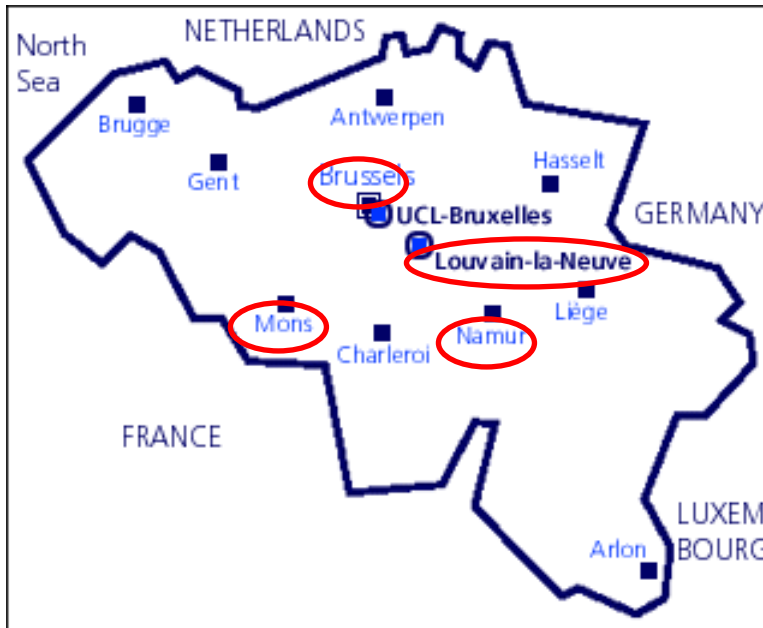 NETHERLANDS
North
Sea
Brugge
Antwerpen
Gent
Brussels
Hasselt
UCL-Bruxelles
GERMANY
Louvain-la-Neuve
Mons
Charleroi
Namur
Liège
FRANCE
LUXEM
BOURG
Arlon